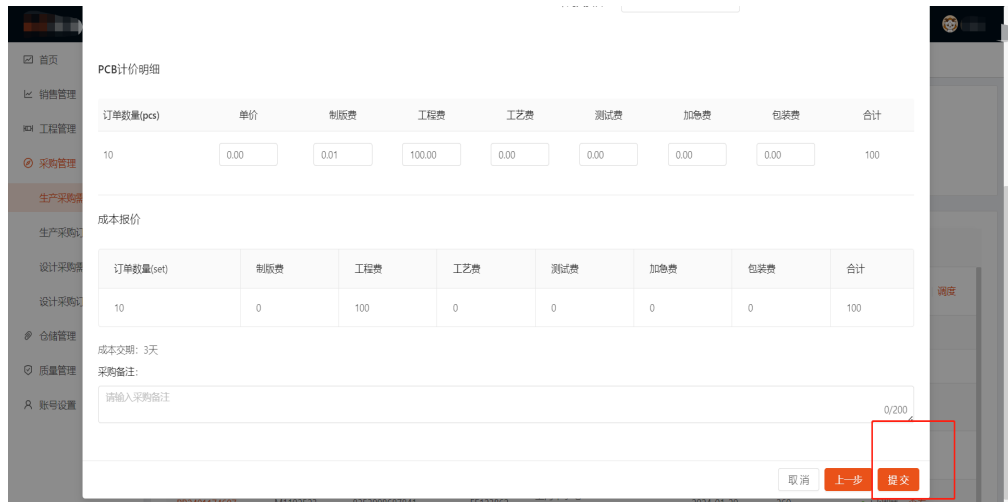 首页
PCB计价明细
销售管理
订单数量(pcs) 单价 制版费 工程费 工艺费 测试费 加急费 包装费 合计
工程管理
10 0.00 0.01 100.00 0.00 0.00 0.00 0.00 100
采购管理
生产采购需
成本报价
生产采购订
设计采购需
订单数量(set) 制版费 工程费 工艺费 测试费 加急费 包装费 合计
调度
设计采购订
10 0 100 0 0 0 0 100
仓储管理
成本交期：3天
质量管理
采购备注：
请输入采购备注
账号设置
0/200
取消 上一步 提交